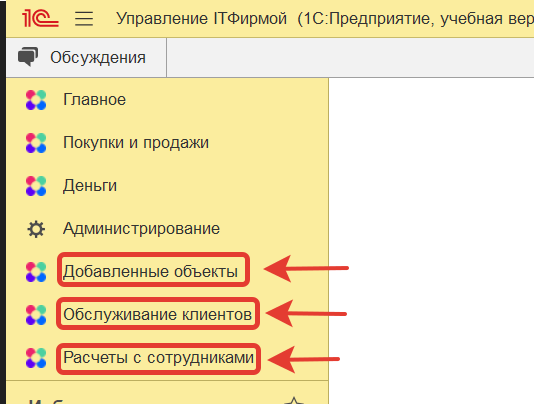 1С Управление ITФирмой (1С:Предприятие, учебная вер
Обсуждения
Главное
Покупки и продажи
Деньги
Администрирование
Добавленные объекты
Обслуживание клиентов
Расчеты с сотрудниками